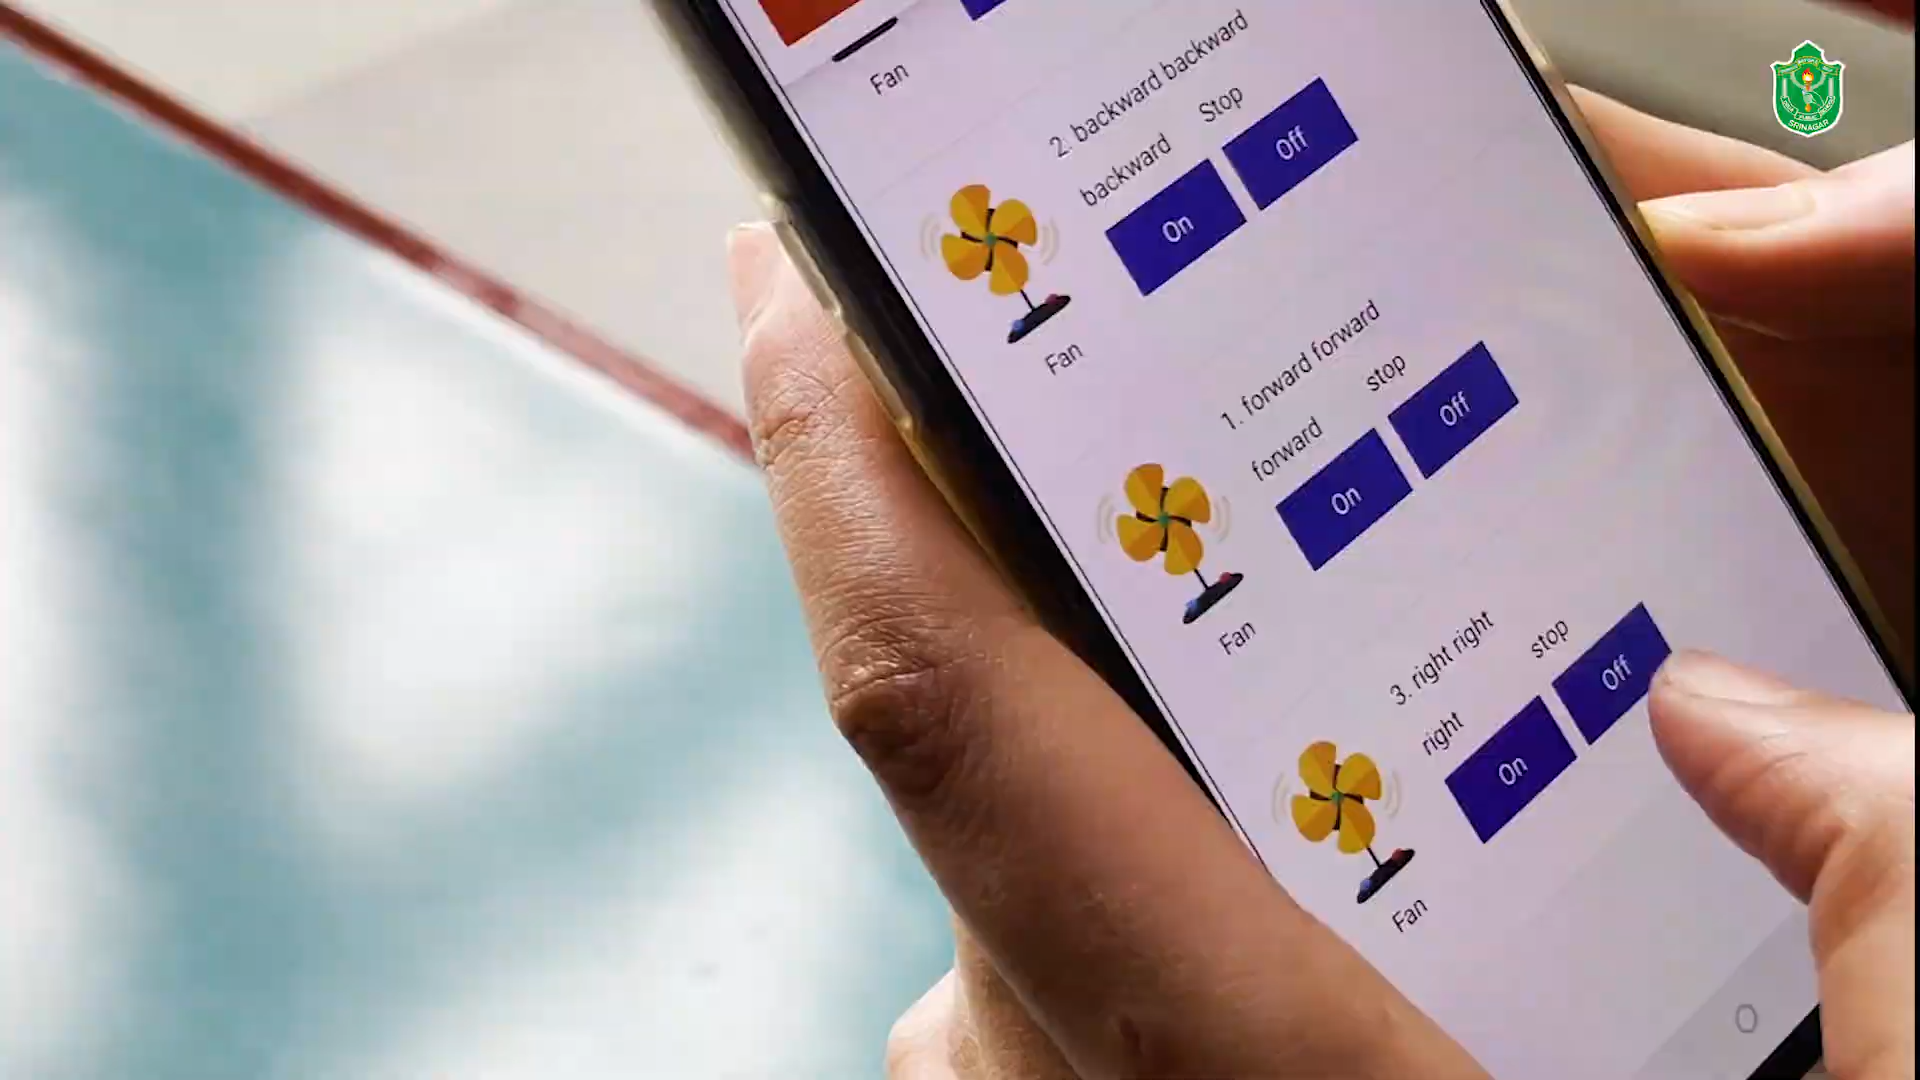 Fan
2. backward backward
backward Stop
On Off
Fan
1. forward forward
forward stop
On Off
Fan
3. right right
right stop
On Off
Fan
SRINAGAR